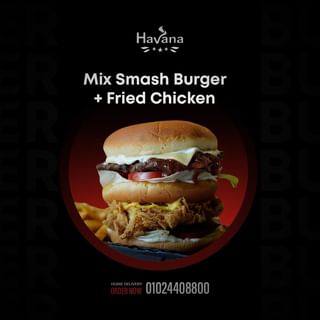 Havana
Mix Smash Burger
+ Fried Chicken
HOME DELIVERY
ORDER NOW
01024408800